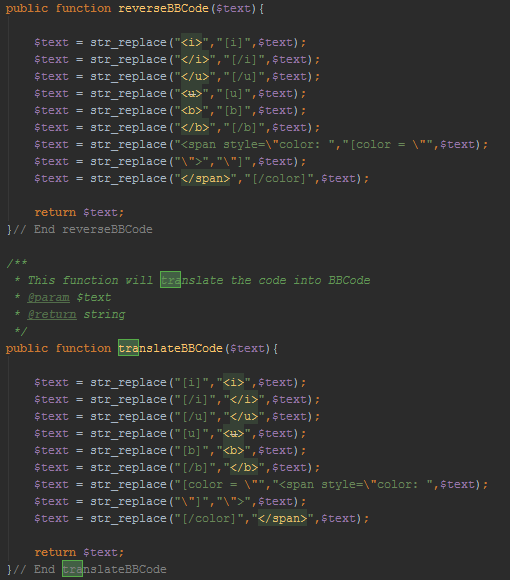 public function reverseBBCode($text){
$text = str_replace("<i>","[i]",$text);
$text = str_replace("</i>","[/i]",$text);
$text = str_replace("</u>","[/u]",$text);
$text = str_replace("<u>","[u]",$text);
$text = str_replace("<b>","[b]",$text);
$text = str_replace("</b>","[/b]",$text);
$text = str_replace("<span style=\"color: ","[color = \"",$text);
$text = str_replace("\">","\"]",$text);
$text = str_replace("</span>","[/color]",$text);
return $text;
}// End reverseBBCode
/**
* This function will translate the code into BBCode
* @param $text
* @return string
*/
public function translateBBCode($text){
$text = str_replace("[i]","<i>",$text);
$text = str_replace("[/i]","</i>",$text);
$text = str_replace("[/u]","</u>",$text);
$text = str_replace("[u]","<u>",$text);
$text = str_replace("[b]","<b>",$text);
$text = str_replace("[/b]","</b>",$text);
$text = str_replace("[color = \"","<span style=\"color: ",$text);
$text = str_replace("\"]","\">",$text);
$text = str_replace("[/color]","</span>",$text);
return $text;
}// End translateBBCode